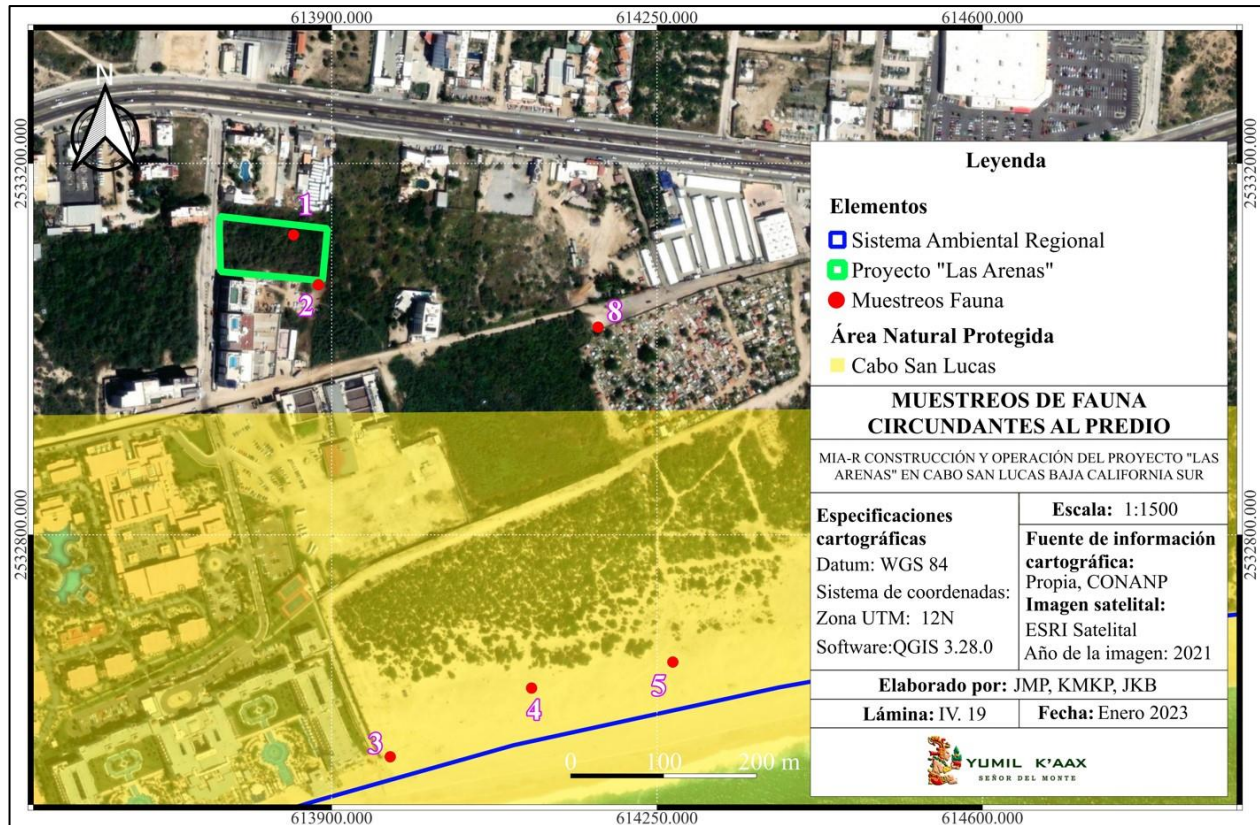 613900.000
614250.000
614600.000
N
2533200.000
2533200.000
1
2
8
Leyenda
Elementos
Sistema Ambiental Regional
Proyecto "Las Arenas"
Muestreos Fauna
Área Natural Protegida
Cabo San Lucas
MUESTREOS DE FAUNA
CIRCUNDANTES AL PREDIO
MIA-R CONSTRUCCIÓN Y OPERACIÓN DEL PROYECTO "LAS
ARENAS" EN CABO SAN LUCAS BAJA CALIFORNIA SUR
Especificaciones
cartográficas
Datum: WGS 84
Sistema de coordenadas:
Zona UTM: 12N
Software:QGIS 3.28.0
Escala: 1:1500
Fuente de información
cartográfica:
Propia, CONANP
Imagen satelital:
ESRI Satelital
Año de la imagen: 2021
Elaborado por: JMP, KMKP, JKB
Lámina: IV. 19
Fecha: Enero 2023
YUMIL K'AAX
SEÑOR DEL MONTE
2532800.000
2532800.000
5
4
3
0 100 200 m
613900.000
614250.000
614600.000